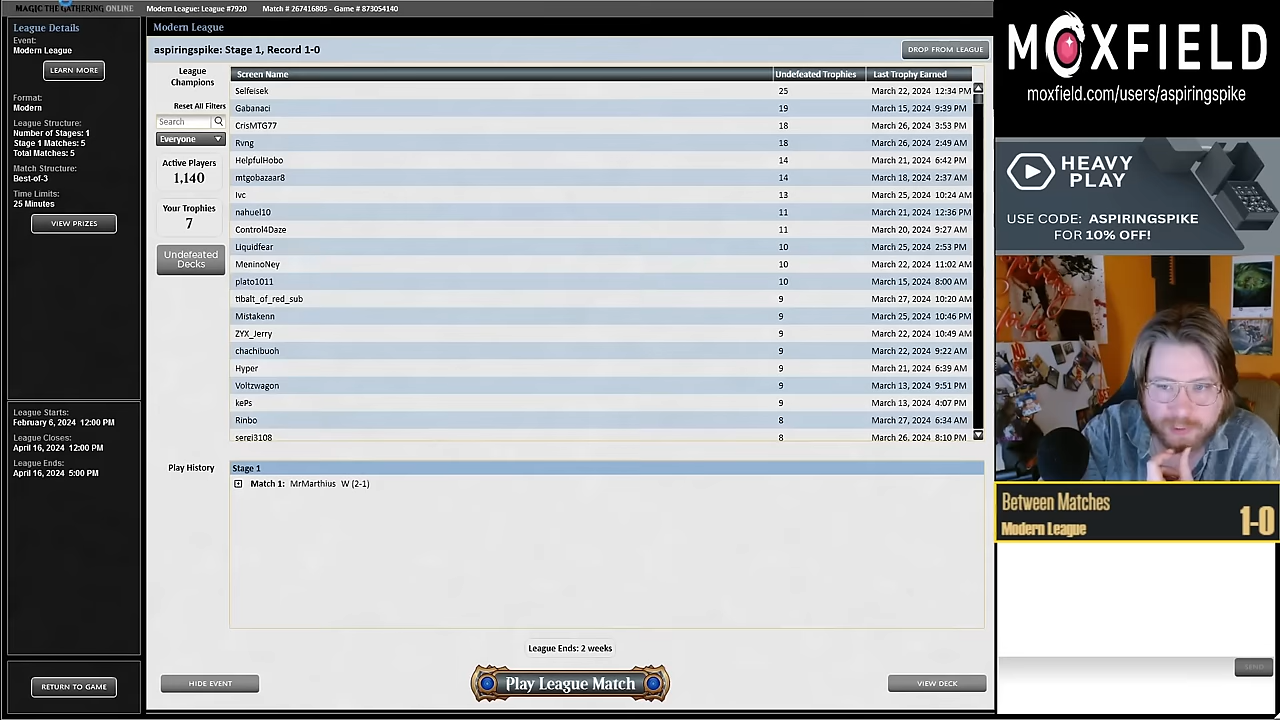 MAGIC THE GATHERING ONLINE
Modern League: League #7920
Match # 267416805 - Game # 873054140
League Details
Event:
Modern League
LEARN MORE
Format:
Modern
League Structure:
Number of Stages: 1
Stage 1 Matches: 5
Total Matches: 5
Match Structure:
Best-of-3
Time Limits:
25 Minutes
VIEW PRIZES
League Starts:
February 6, 2024 12:00 PM
League Closes:
April 16, 2024 12:00 PM
League Ends:
April 16, 2024 5:00 PM
RETURN TO GAME
Modern League
aspiringspike: Stage 1, Record 1-0
DROP FROM LEAGUE
League
Champions
Reset All Filters
Search
Everyone
Active Players
1,140
Your Trophies
7
Undefeated
Decks
Screen Name Undefeated Trophies Last Trophy Earned
Selfeisek 25 March 22, 2024 12:34 PM
Gabanaci 19 March 15, 2024 9:39 PM
CrisMTG77 18 March 26, 2024 3:53 PM
Rvng 18 March 26, 2024 2:49 AM
HelpfulHobo 14 March 21, 2024 6:42 PM
mtgobazaar8 14 March 18, 2024 2:37 AM
lvc 13 March 25, 2024 10:24 AM
nahuel10 11 March 21, 2024 12:36 PM
Control4Daze 11 March 20, 2024 9:27 AM
Liquidfear 10 March 25, 2024 2:53 PM
MeninoNey 10 March 22, 2024 11:02 AM
plato1011 10 March 15, 2024 8:00 AM
tibalt_of_red_sub 9 March 27, 2024 10:20 AM
Mistakenn 9 March 25, 2024 10:46 PM
ZYX_Jerry 9 March 22, 2024 10:49 AM
chachibuoh 9 March 22, 2024 9:22 AM
Hyper 9 March 21, 2024 6:39 AM
Voltzwagon 9 March 13, 2024 9:51 PM
kePs 9 March 13, 2024 4:07 PM
Rinbo 8 March 27, 2024 6:34 AM
sergi3108 8 March 26, 2024 8:10 PM
Play History
Stage 1
Match 1: MrMarthius W (2-1)
League Ends: 2 weeks
HIDE EVENT
Play League Match
VIEW DECK
MOXFIELD
moxfield.com/users/aspiringspike
HEAVY
PLAY
USE CODE: ASPIRINGSPIKE
FOR 10% OFF!
Between Matches
Modern League
1-0
SEND